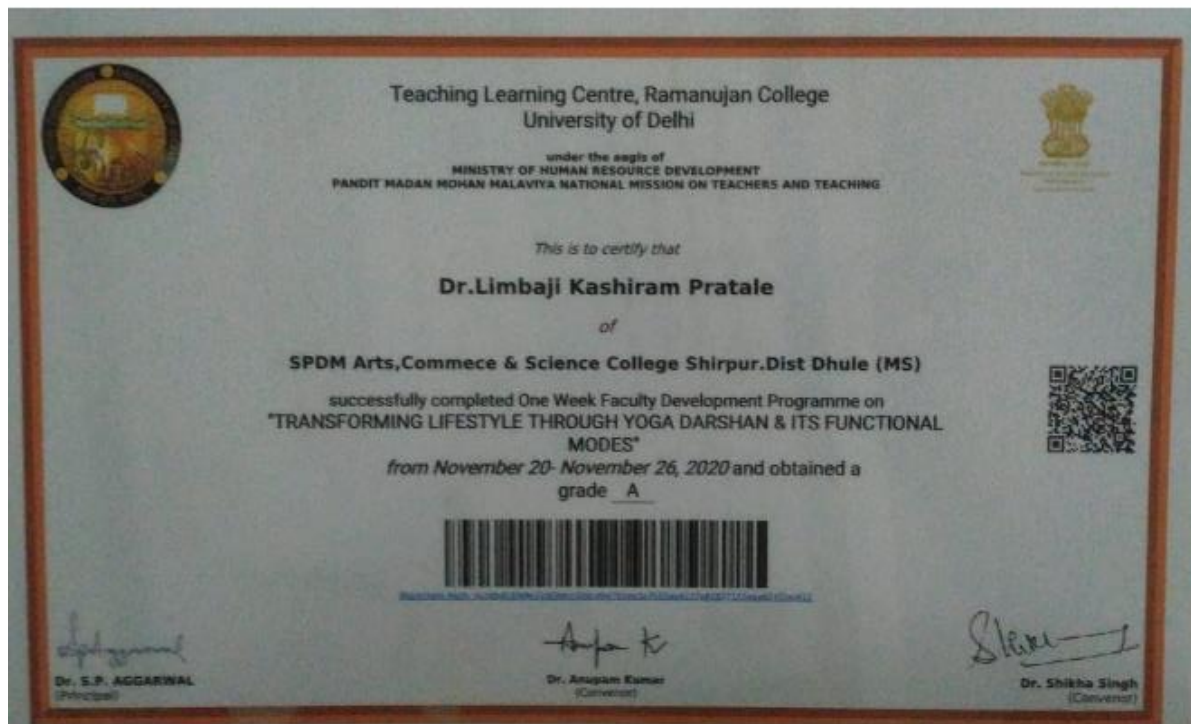 Teaching Learning Centre, Ramanujan College
University of Delhi
under the aegis of
MINISTRY OF HUMAN RESOURCE DEVELOPMENT
PANDIT MADAN MOHAN MALAVIYA NATIONAL MISSION ON TEACHERS AND TEACHING
This is to certify that
Dr.Limbaji Kashiram Pratale
of
SPDM Arts,Commece & Science College Shirpur.Dist Dhule (MS)
successfully completed One Week Faculty Development Programme on
"TRANSFORMING LIFESTYLE THROUGH YOGA DARSHAN & ITS FUNCTIONAL
MODES"
from November 20- November 26, 2020 and obtained a
grade A
Dr. S.P. AGGARWAL
(Principal)
Dr. Anupam Kumar
(Convenor)
Dr. Shikha Singh
(Convenor)